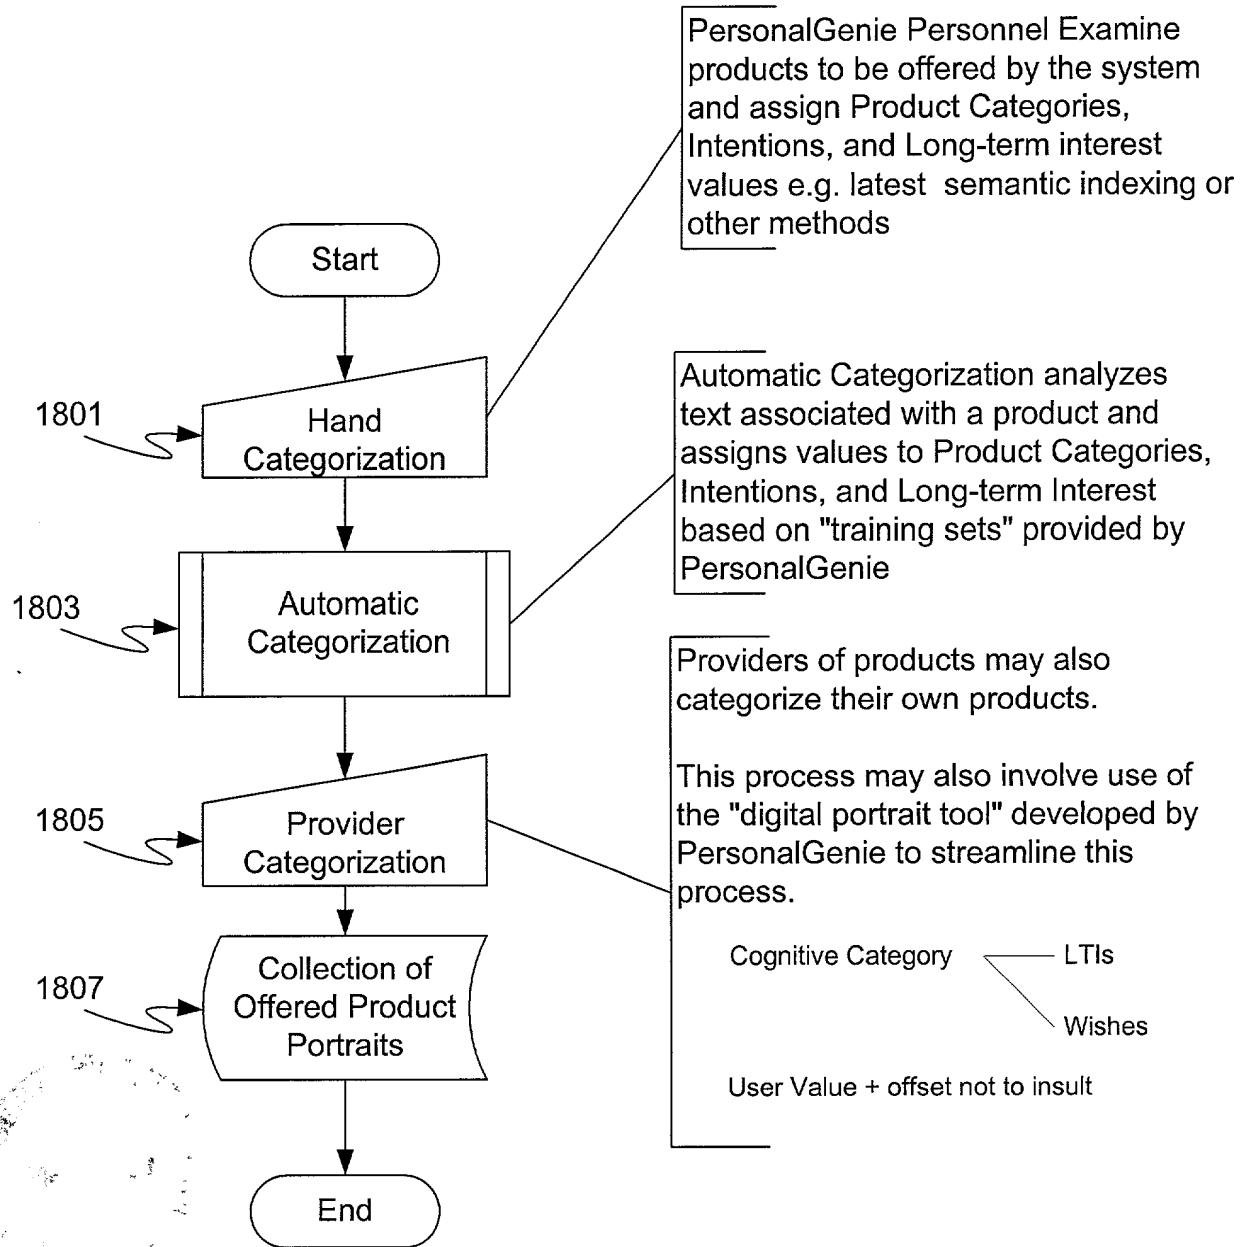 PersonalGenie Personnel Examine
products to be offered by the system
and assign Product Categories,
Intentions, and Long-term interest
values e.g. latest semantic indexing or
other methods
Start
1801
Hand
Categorization
Automatic Categorization analyzes
text associated with a product and
assigns values to Product Categories,
Intentions, and Long-term Interest
based on "training sets" provided by
PersonalGenie
1803
Automatic
Categorization
Providers of products may also
categorize their own products.
This process may also involve use of
the "digital portrait tool" developed by
PersonalGenie to streamline this
process.
1805
Provider
Categorization
Cognitive Category
LTIs
Wishes
User Value + offset not to insult
1807
Collection of
Offered Product
Portraits
End